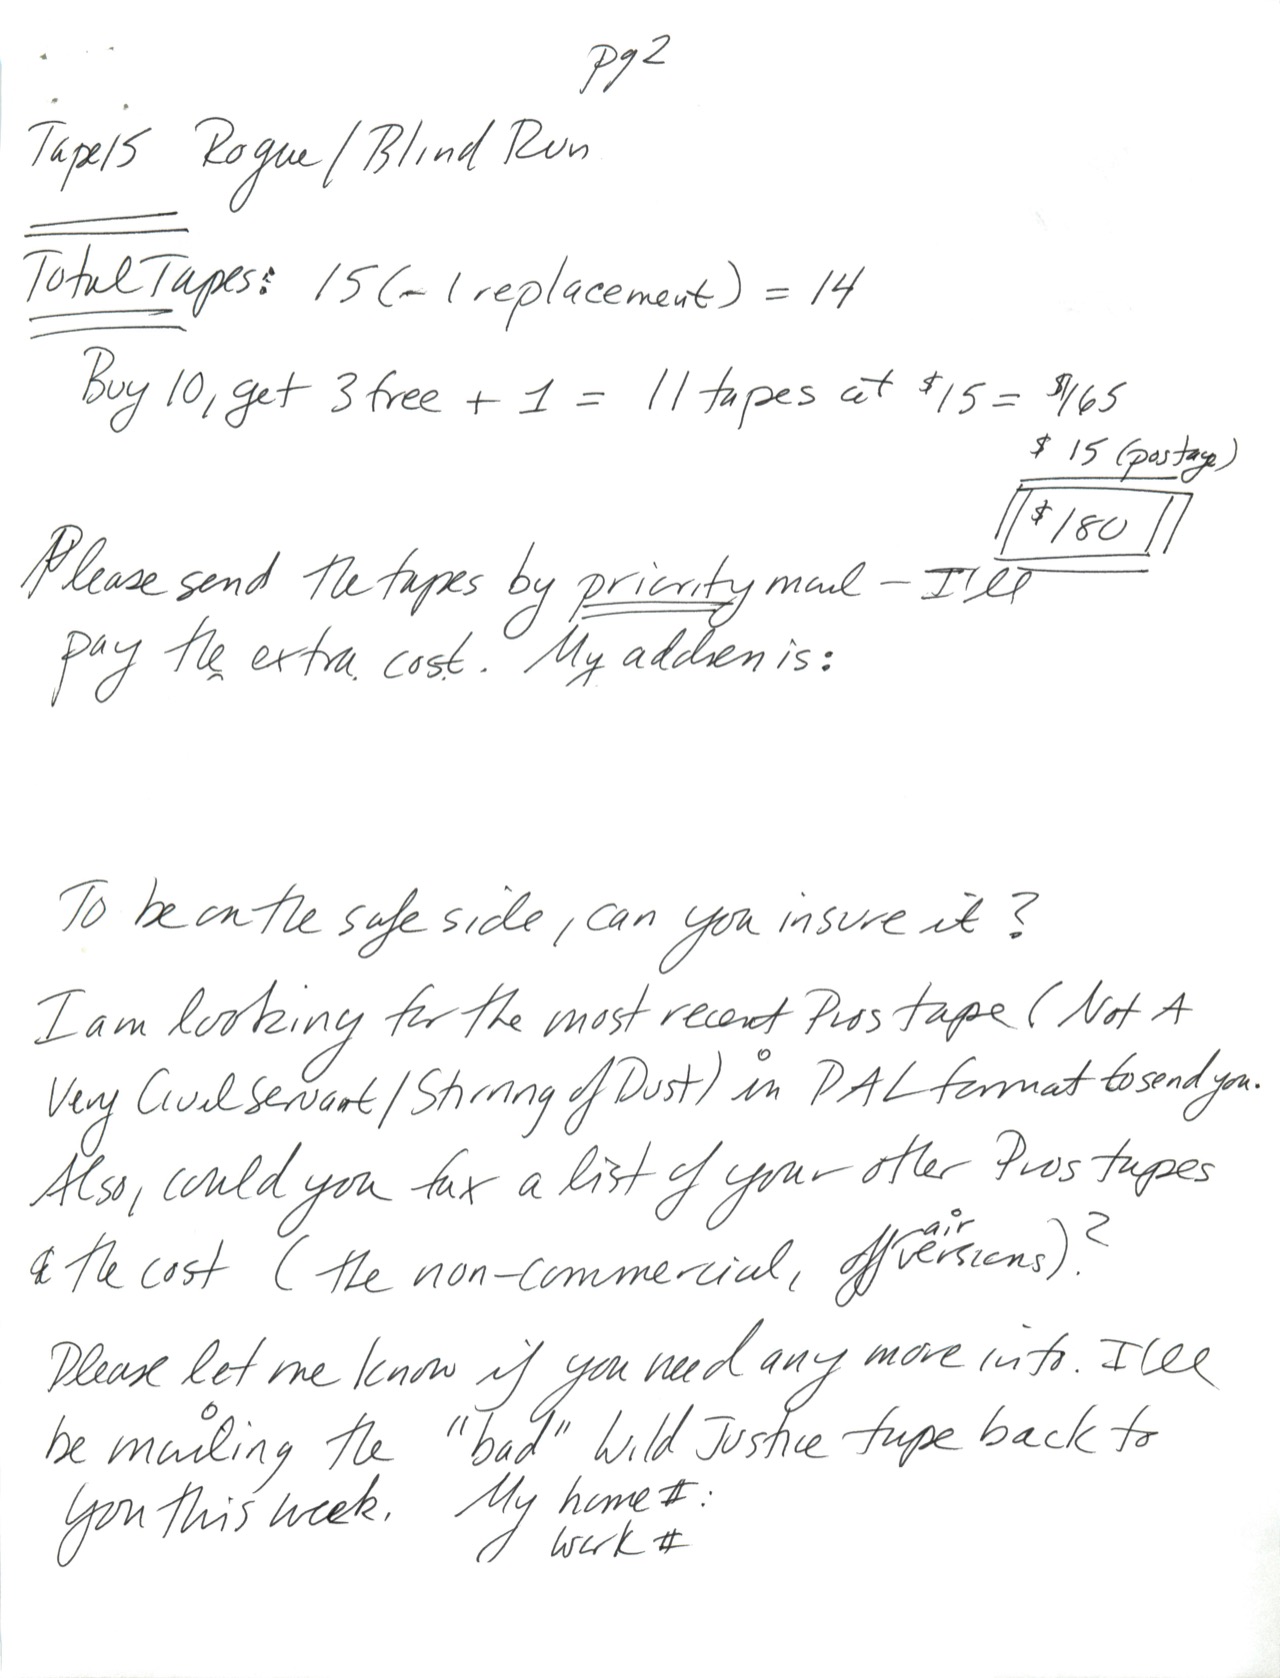 pg 2
Tape 15 Rogue / Blind Run
Total Tapes: 15 (- 1 replacement) = 14
Buy 10, get 3 free + 1 = 11 tapes at $15 = $165
$ 15 (postage)
$180
Please send the tapes by priority mail - I'll
pay the extra cost. My address is:
To be on the safe side, can you insure it?
I am looking for the most recent Pros tape (Not A
Very Civil Servant / Stirring of Dust) in PAL format to send you.
Also, could you fax a list of your other Pros tapes
& the cost (the non-commercial, off air versions)?
Please let me know if you need any more info. I'll
be mailing the "bad" Wild Justice tape back to
you this week. My home #:
work #